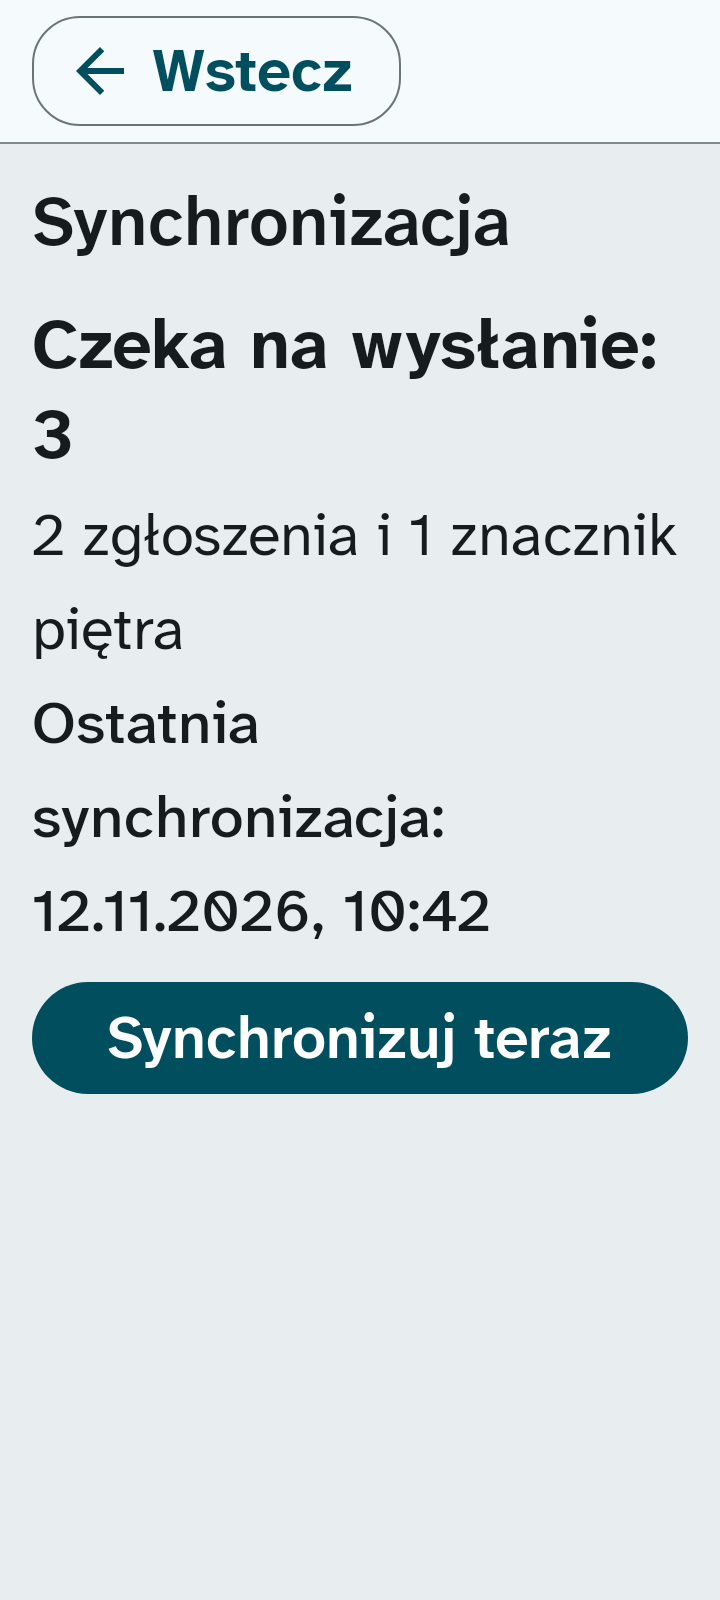 Wstecz
Synchronizacja
Czeka na wysłanie:
3
2 zgłoszenia i 1 znacznik
piętra
Ostatnia
synchronizacja:
12.11.2026, 10:42
Synchronizuj teraz